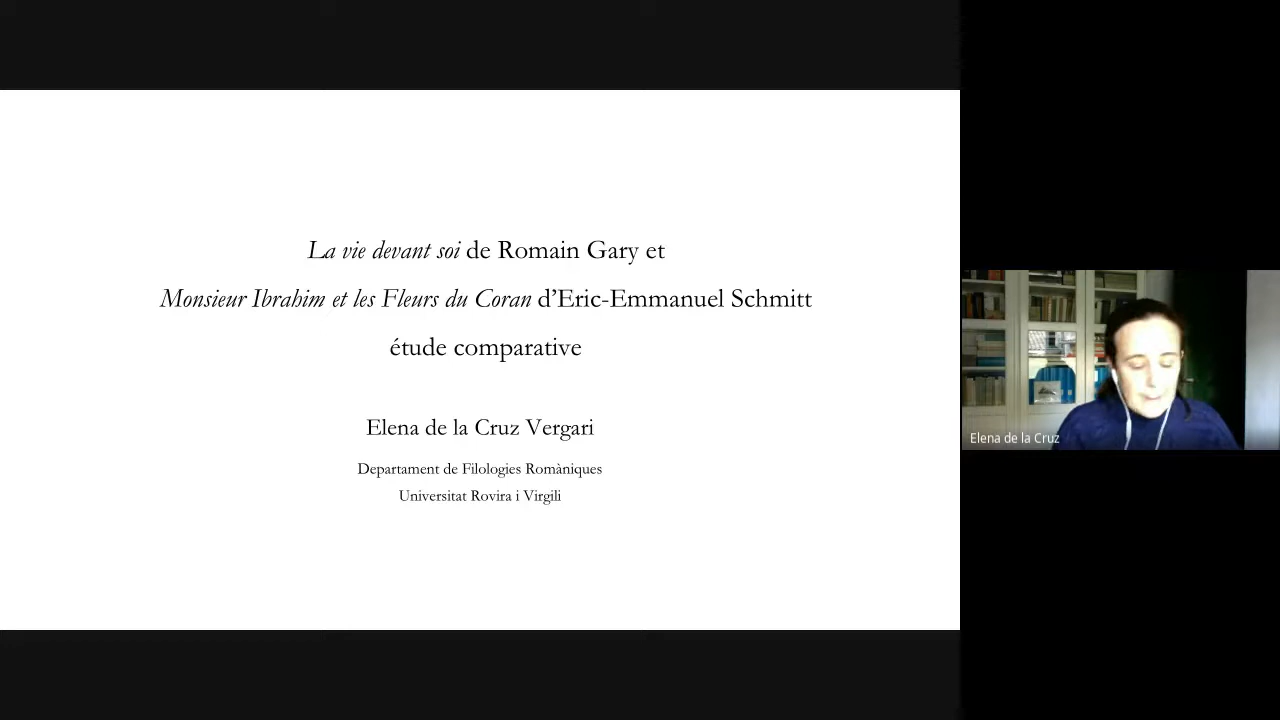 La vie devant soi de Romain Gary et
Monsieur Ibrahim et les Fleurs du Coran d’Eric-Emmanuel Schmitt
étude comparative
Elena de la Cruz Vergari
Departament de Filologies Romàniques
Universitat Rovira i Virgili
Elena de la Cruz